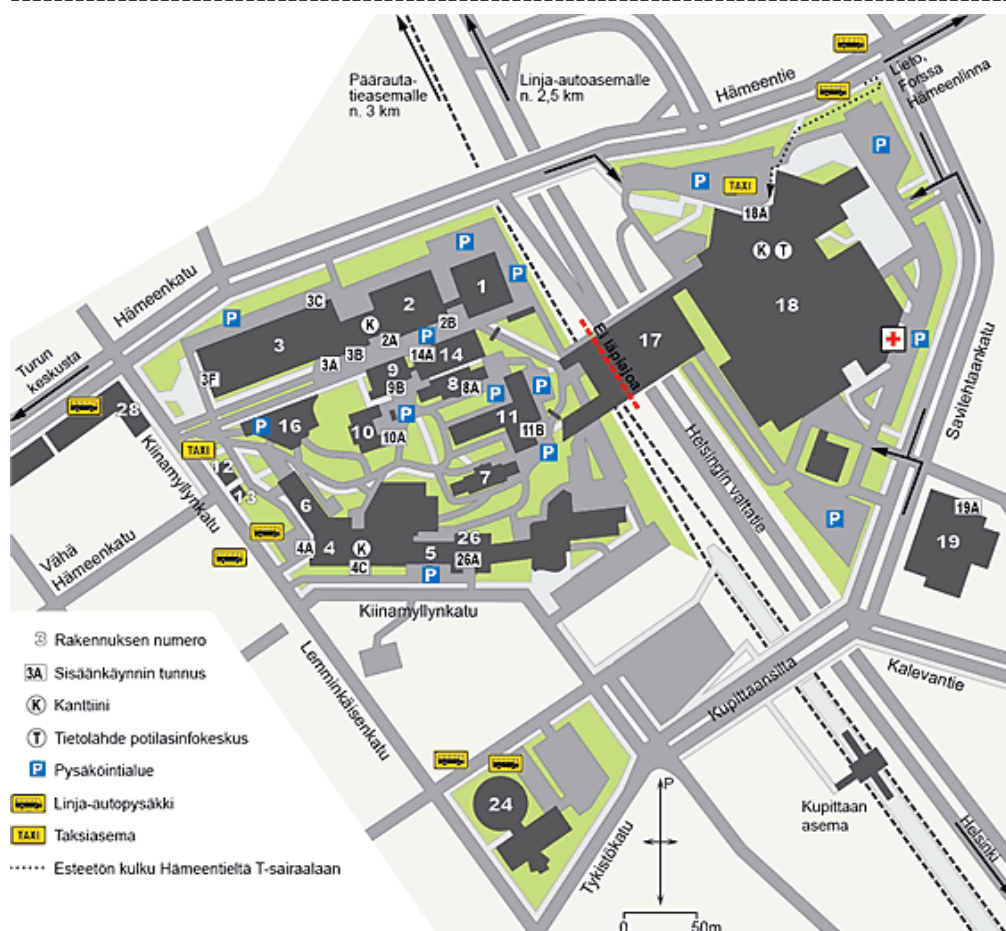 Päärauta-
tieasemalle
n. 3 km
Linja-autoasemalle
n. 2,5 km
Hämeentie
Lieto,
Forssa
Hämeenlinna
P
P
TAXI
18A
K T
18
P
Savitehtaankatu
Hämeenkatu
Turun
keskusta
P
P
P
3C
2
1
K
2B
2A
P
3
3B
3A
14A
14
3F
9
9B
8
8A
P
P
P
28
16
P
10
10A
11
11B
P
17
Ei läpiajoa
TAXI
12
13
Kiinamyllynkatu
7
6
4A
4
K
4C
5
26
26A
P
Vähä
Hämeenkatu
Kiinamyllynkatu
Helsingin valtatie
P
19A
19
3 Rakennuksen numero
3A Sisäänkäynnin tunnus
K Kanttiini
T Tietolähde potilasinfokeskus
P Pysäköintialue
Linja-autopysäkki
TAXI Taksiasema
Esteetön kulku Hämeentieltä T-sairaalaan
Lemminkäisenkatu
Kupittaansilta
Kalevantie
24
Kupittaan
asema
Tykistökatu
Helsinki
P
0 50m